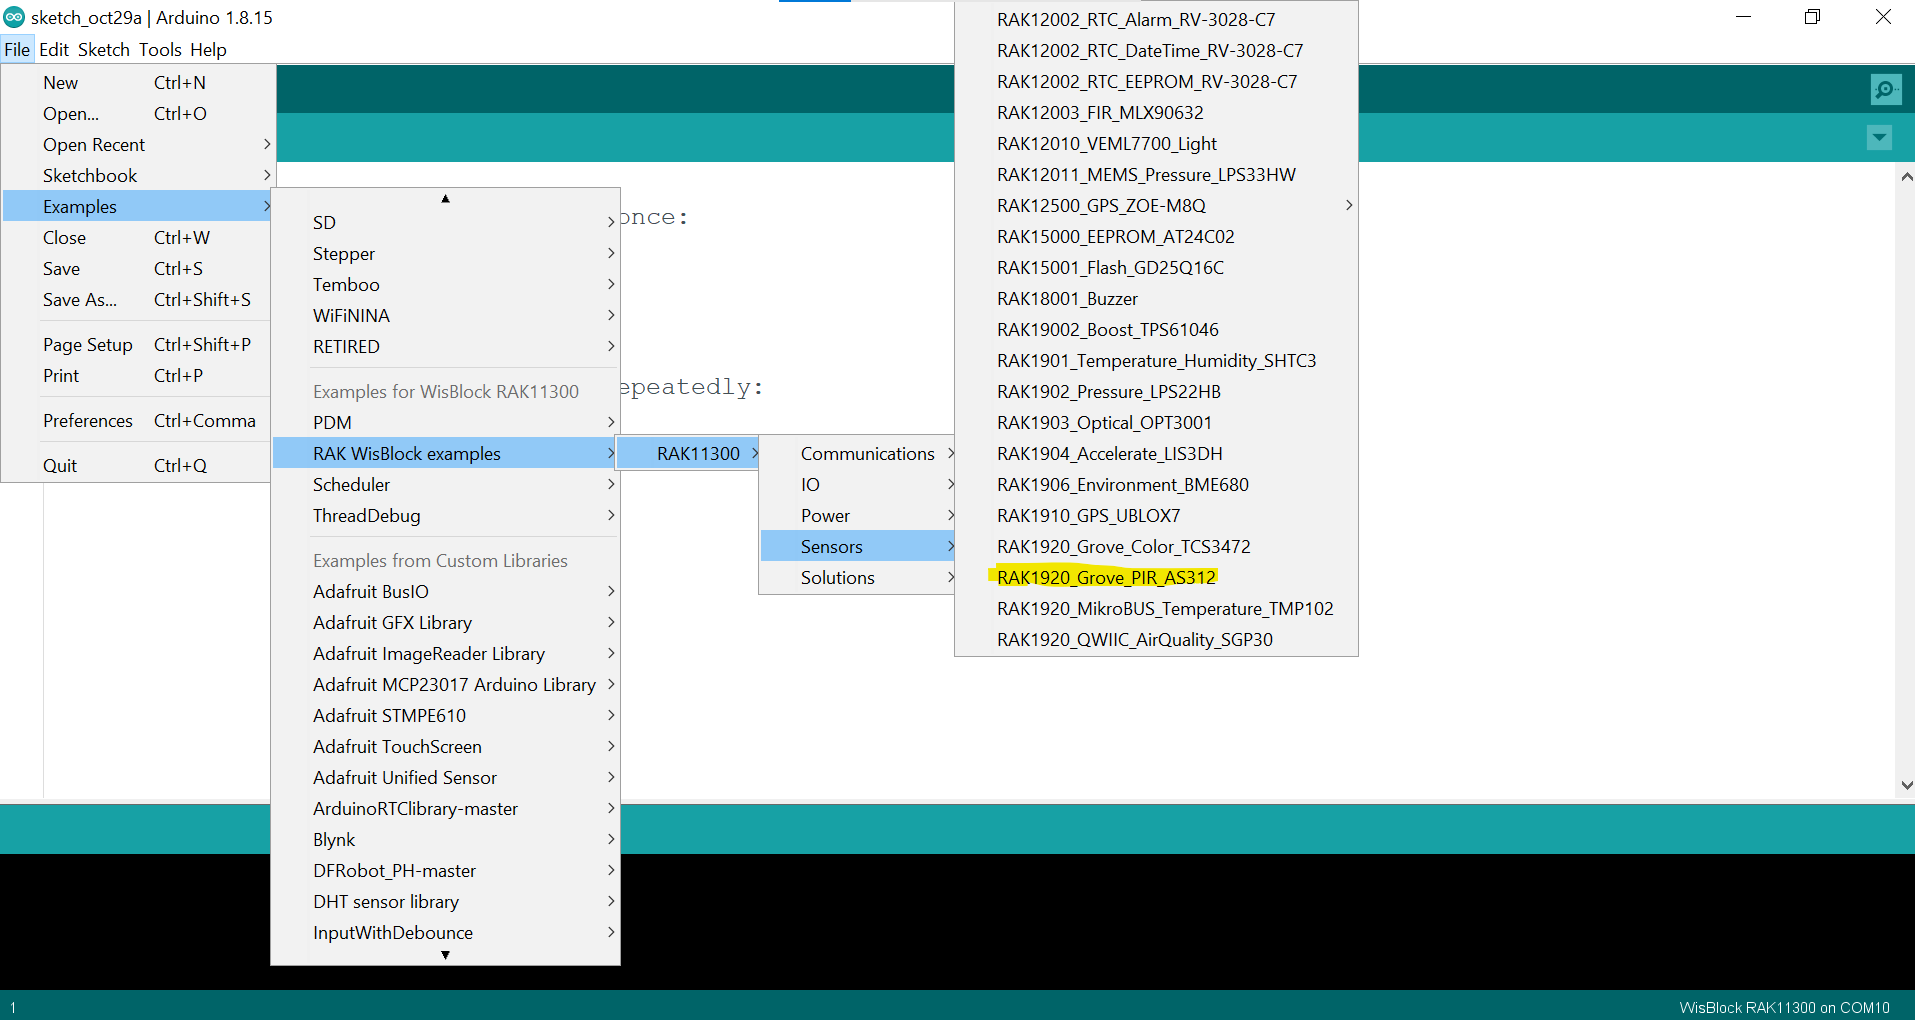 sketch_oct29a | Arduino 1.8.15
File Edit Sketch Tools Help
New Ctrl+N
Open... Ctrl+O
Open Recent
Sketchbook
Examples
Close Ctrl+W
Save Ctrl+S
Save As... Ctrl+Shift+S
Page Setup Ctrl+Shift+P
Print Ctrl+P
Preferences Ctrl+Comma
Quit Ctrl+Q
SD
Stepper
Temboo
WiFiNINA
RETIRED
Examples for WisBlock RAK11300
PDM
RAK WisBlock examples
Scheduler
ThreadDebug
Examples from Custom Libraries
Adafruit BusIO
Adafruit GFX Library
Adafruit ImageReader Library
Adafruit MCP23017 Arduino Library
Adafruit STMPE610
Adafruit TouchScreen
Adafruit Unified Sensor
ArduinoRTClibrary-master
Blynk
DFRobot_PH-master
DHT sensor library
InputWithDebounce
once:
epeatedly:
RAK11300
Communications
IO
Power
Sensors
Solutions
RAK12002_RTC_Alarm_RV-3028-C7
RAK12002_RTC_DateTime_RV-3028-C7
RAK12002_RTC_EEPROM_RV-3028-C7
RAK12003_FIR_MLX90632
RAK12010_VEML7700_Light
RAK12011_MEMS_Pressure_LPS33HW
RAK12500_GPS_ZOE-M8Q
RAK15000_EEPROM_AT24C02
RAK15001_Flash_GD25Q16C
RAK18001_Buzzer
RAK19002_Boost_TPS61046
RAK1901_Temperature_Humidity_SHTC3
RAK1902_Pressure_LPS22HB
RAK1903_Optical_OPT3001
RAK1904_Accelerate_LIS3DH
RAK1906_Environment_BME680
RAK1910_GPS_UBLOX7
RAK1920_Grove_Color_TCS3472
RAK1920_Grove_PIR_AS312
RAK1920_MikroBUS_Temperature_TMP102
RAK1920_QWIIC_AirQuality_SGP30
1
WisBlock RAK11300 on COM10